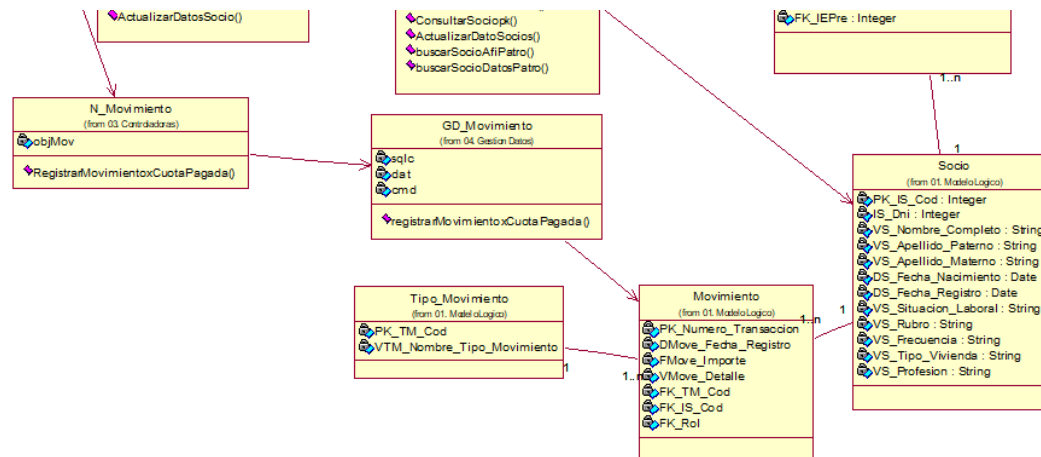 ActualizarDatosSocio()
ConsultarSociopk()
ActualizarDatoSocios()
buscarSocioAfiPatro()
buscarSocioDatosPatro()
FK_IEPre : Integer
1..n
N_Movimiento
(from 03. Controladoras)
objMov
RegistrarMovimientoxCuotaPagada()
GD_Movimiento
(from 04. Gestion Datos)
sqlc
dat
cmd
registrarMovimientoxCuotaPagada()
1
Socio
(from 01. Modelo Logico)
PK_IS_Cod : Integer
IS_Dni : Integer
VS_Nombre_Completo : String
VS_Apellido_Paterno : String
VS_Apellido_Materno : String
DS_Fecha_Nacimiento : Date
DS_Fecha_Registro : Date
VS_Situacion_Laboral : String
VS_Rubro : String
VS_Frecuencia : String
VS_Tipo_Vivienda : String
VS_Profesion : String
Tipo_Movimiento
(from 01. Modelo Logico)
PK_TM_Cod
VTM_Nombre_Tipo_Movimiento
1
1..n
Movimiento
(from 01. Modelo Logico)
PK_Numero_Transaccion
DMove_Fecha_Registro
FMove_Importe
VMove_Detalle
FK_TM_Cod
FK_IS_Cod
FK_Rol
1..n
1